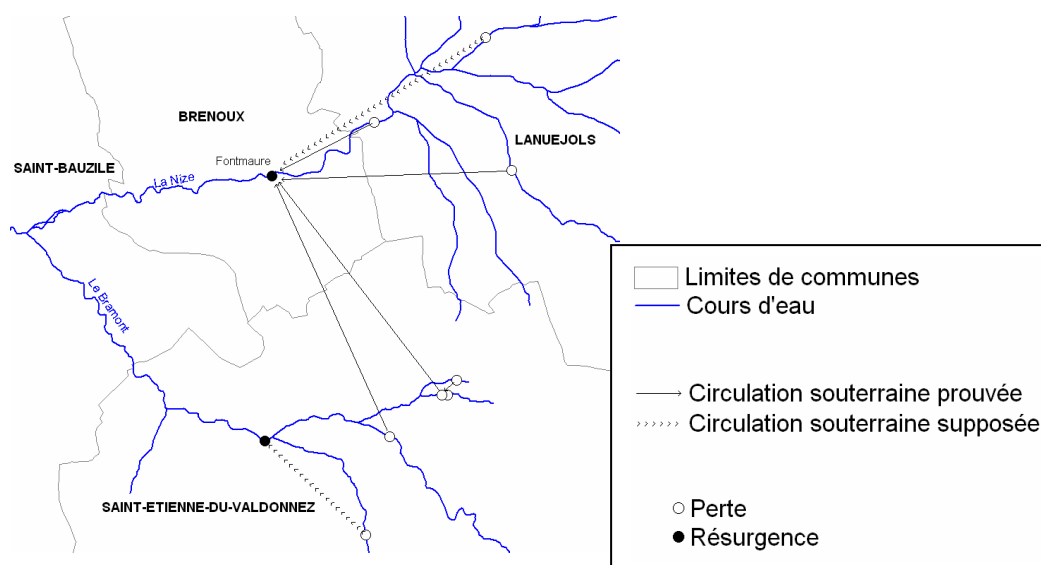 BRENOUX
LANUEJOLS
Fontmaure
SAINT-BAUZILE
La Nize
Le Bramont
SAINT-ETIENNE-DU-VALDONNEZ
Limites de communes
Cours d'eau
Circulation souterraine prouvée
Circulation souterraine supposée
Perte
Résurgence